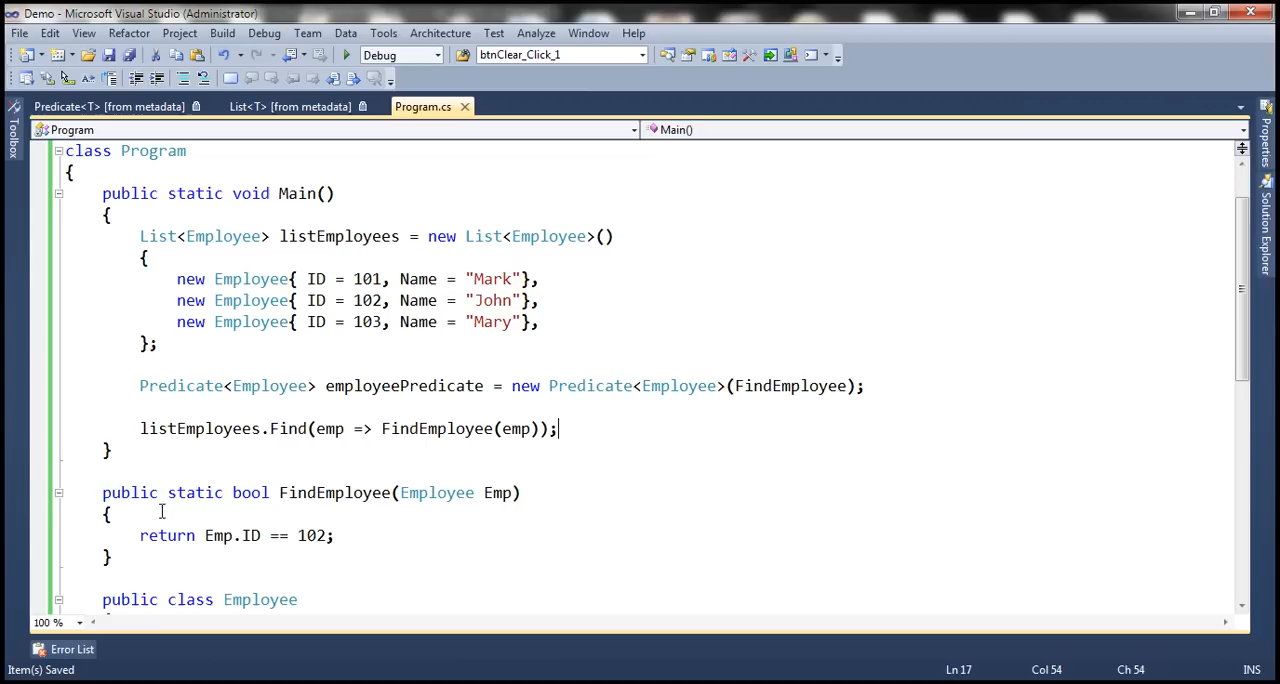 Demo - Microsoft Visual Studio (Administrator)
File Edit View Refactor Project Build Debug Team Data Tools Architecture Test Analyze Window Help
Debug btnClear_Click_1
Predicate<T> [from metadata] List<T> [from metadata] Program.cs
Program Main()
Toolbox
Properties
Solution Explorer
class Program
{
public static void Main()
{
List<Employee> listEmployees = new List<Employee>()
{
new Employee{ ID = 101, Name = "Mark"},
new Employee{ ID = 102, Name = "John"},
new Employee{ ID = 103, Name = "Mary"},
};
Predicate<Employee> employeePredicate = new Predicate<Employee>(FindEmployee);
listEmployees.Find(emp => FindEmployee(emp));
}
public static bool FindEmployee(Employee Emp)
{
return Emp.ID == 102;
}
public class Employee
100 %
Error List
Item(s) Saved Ln 17 Col 54 Ch 54 INS